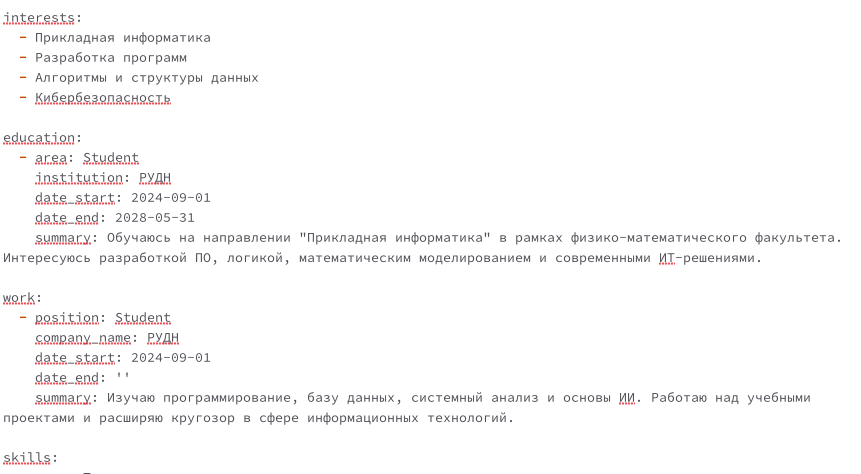 interests:
- Прикладная информатика
- Разработка программ
- Алгоритмы и структуры данных
- Кибербезопасность
education:
- area: Student
institution: РУДН
date_start: 2024-09-01
date_end: 2028-05-31
summary: Обучаюсь на направлении "Прикладная информатика" в рамках физико-математического факультета.
Интересуюсь разработкой ПО, логикой, математическим моделированием и современными ИТ-решениями.
work:
- position: Student
company_name: РУДН
date_start: 2024-09-01
date_end: ''
summary: Изучаю программирование, базу данных, системный анализ и основы ИИ. Работаю над учебными
проектами и расширяю кругозор в сфере информационных технологий.
skills: